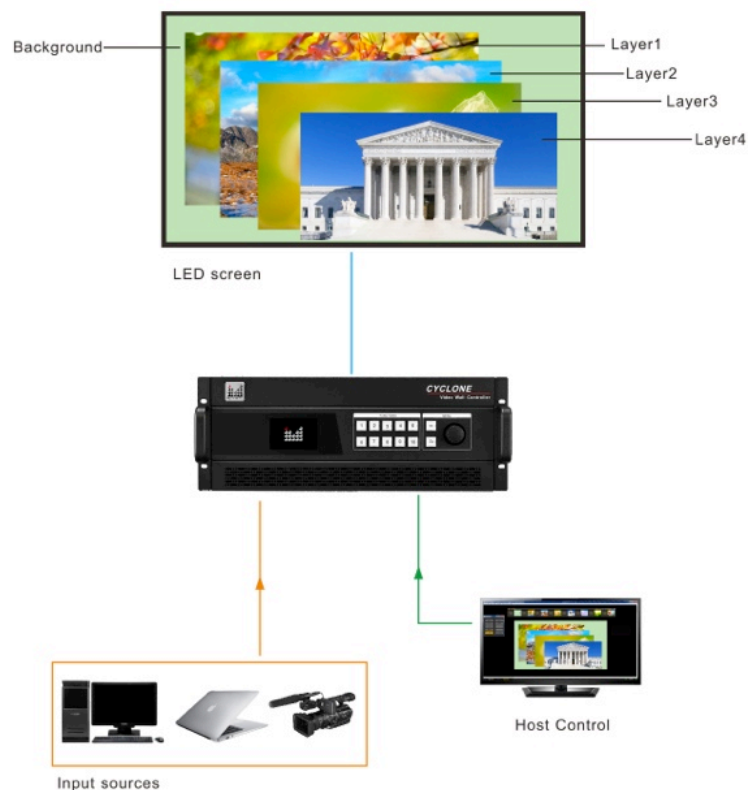 Background
Layer1
Layer2
Layer3
Layer4
LED screen
CYCLONE
Video Wall Controller
Host Control
Input sources